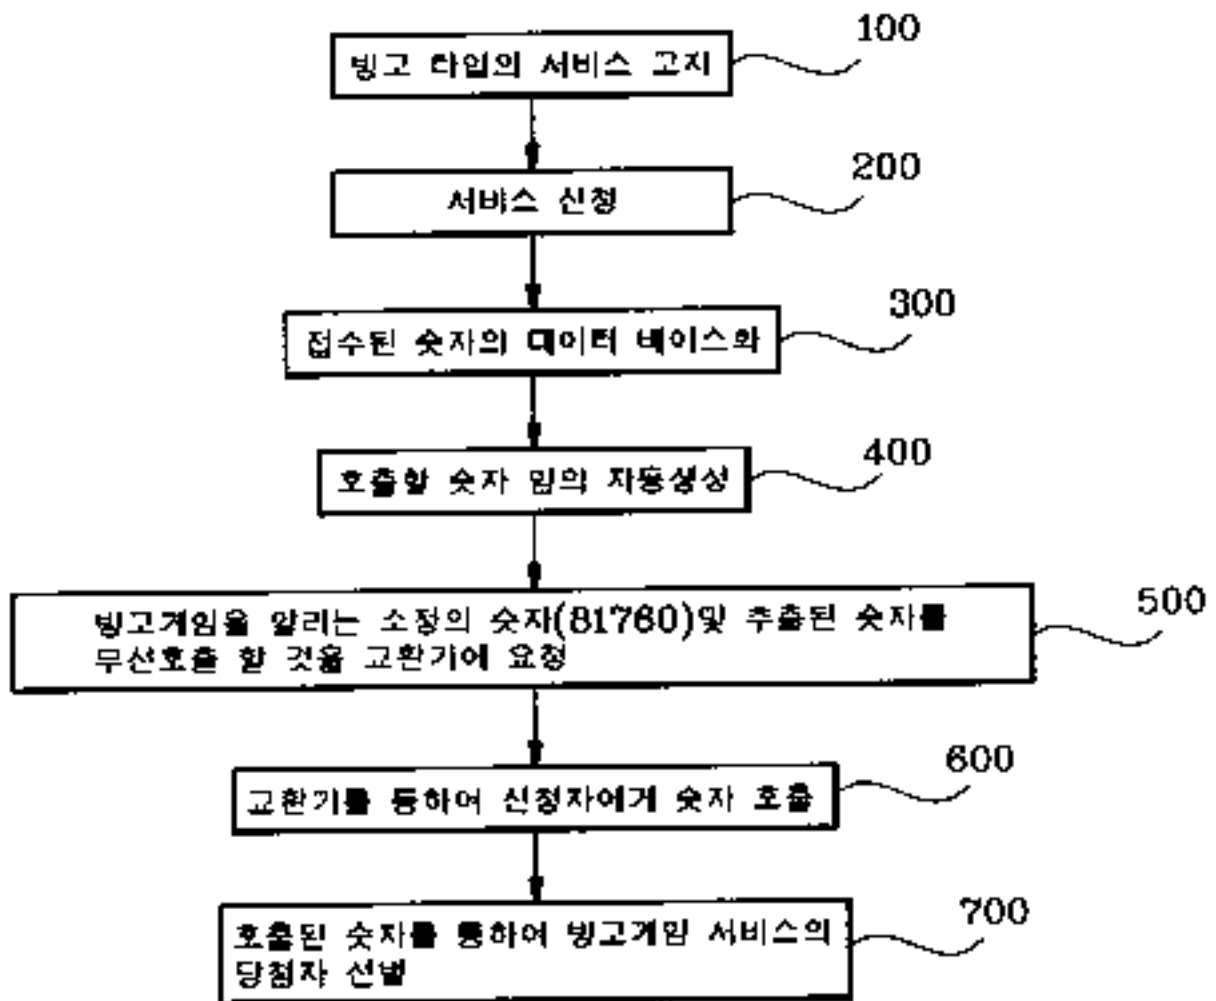 100
빙고 타입의 서비스 고지
200
서비스 신청
300
접수된 숫자의 데이터 베이스화
400
호출할 숫자 임의 자동생성
500
빙고게임을 알리는 소정의 숫자(81760)및 추출된 숫자를
무선호출 할 것을 교환기에 요청
600
교환기를 통하여 신청자에게 숫자 호출
700
호출된 숫자를 통하여 빙고게임 서비스의
당첨자 선별